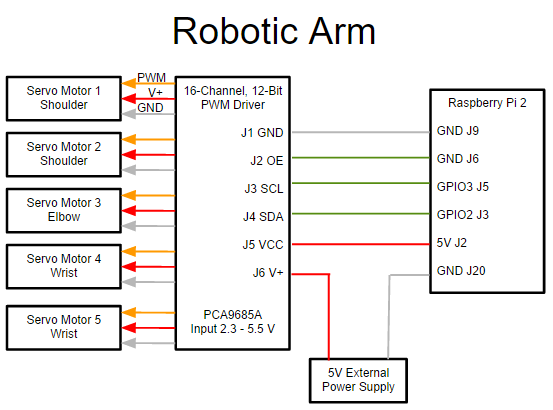 Robotic Arm
PWM
V+
GND
Servo Motor 1
Shoulder
Servo Motor 2
Shoulder
Servo Motor 3
Elbow
Servo Motor 4
Wrist
Servo Motor 5
Wrist
16-Channel, 12-Bit
PWM Driver
J1 GND
J2 OE
J3 SCL
J4 SDA
J5 VCC
J6 V+
PCA9685A
Input 2.3 - 5.5 V
Raspberry Pi 2
GND J9
GND J6
GPIO3 J5
GPIO2 J3
5V J2
GND J20
5V External
Power Supply